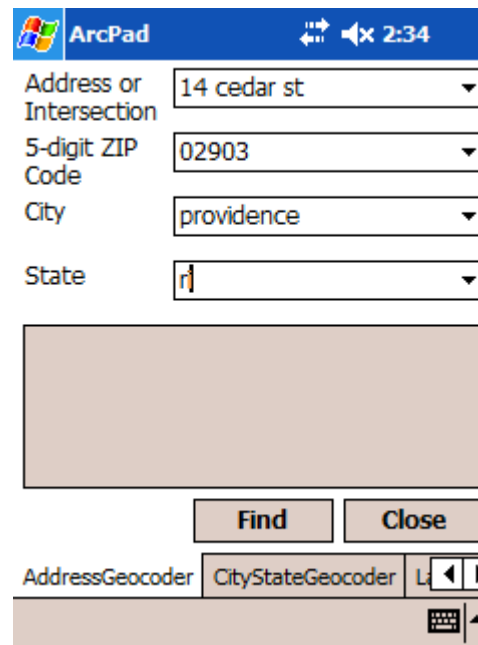 ArcPad 2:34
Address or
Intersection
14 cedar st
5-digit ZIP
Code
02903
City
providence
State
ri
Find Close
AddressGeocoder CityStateGeocoder